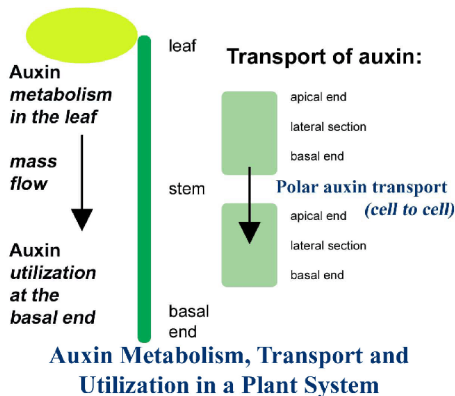 leaf
Auxin
metabolism
in the leaf
mass
flow
stem
Auxin
utilization
at the
basal end
basal
end
Transport of auxin:
apical end
lateral section
basal end
Polar auxin transport
(cell to cell)
apical end
lateral section
basal end
Auxin Metabolism, Transport and
Utilization in a Plant System